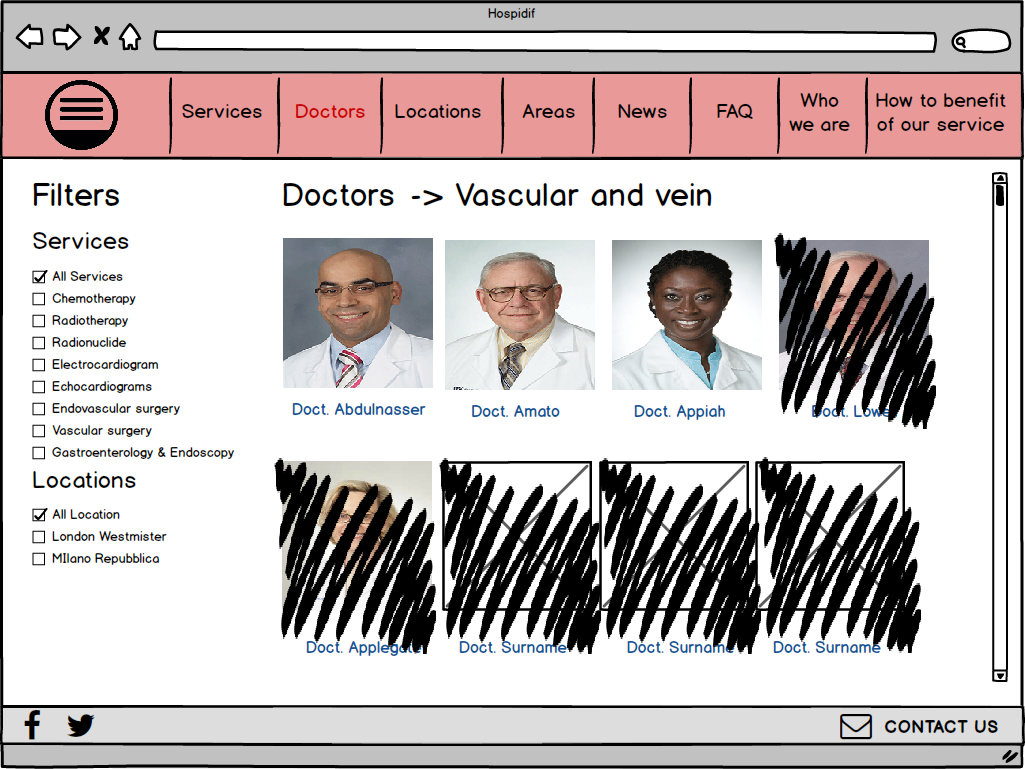 Hospidif
Services
Doctors
Locations
Areas
News
FAQ
Who
we are
How to benefit
of our service
Filters
Doctors -> Vascular and vein
Services
All Services
Chemotherapy
Radiotherapy
Radionuclide
Electrocardiogram
Echocardiograms
Endovascular surgery
Vascular surgery
Gastroenterology & Endoscopy
Locations
All Location
London Westmister
MIlano Repubblica
Doct. Abdulnasser
Doct. Amato
Doct. Appiah
Doct. Lowe
Doct. Applegate
Doct. Surname
Doct. Surname
Doct. Surname
CONTACT US